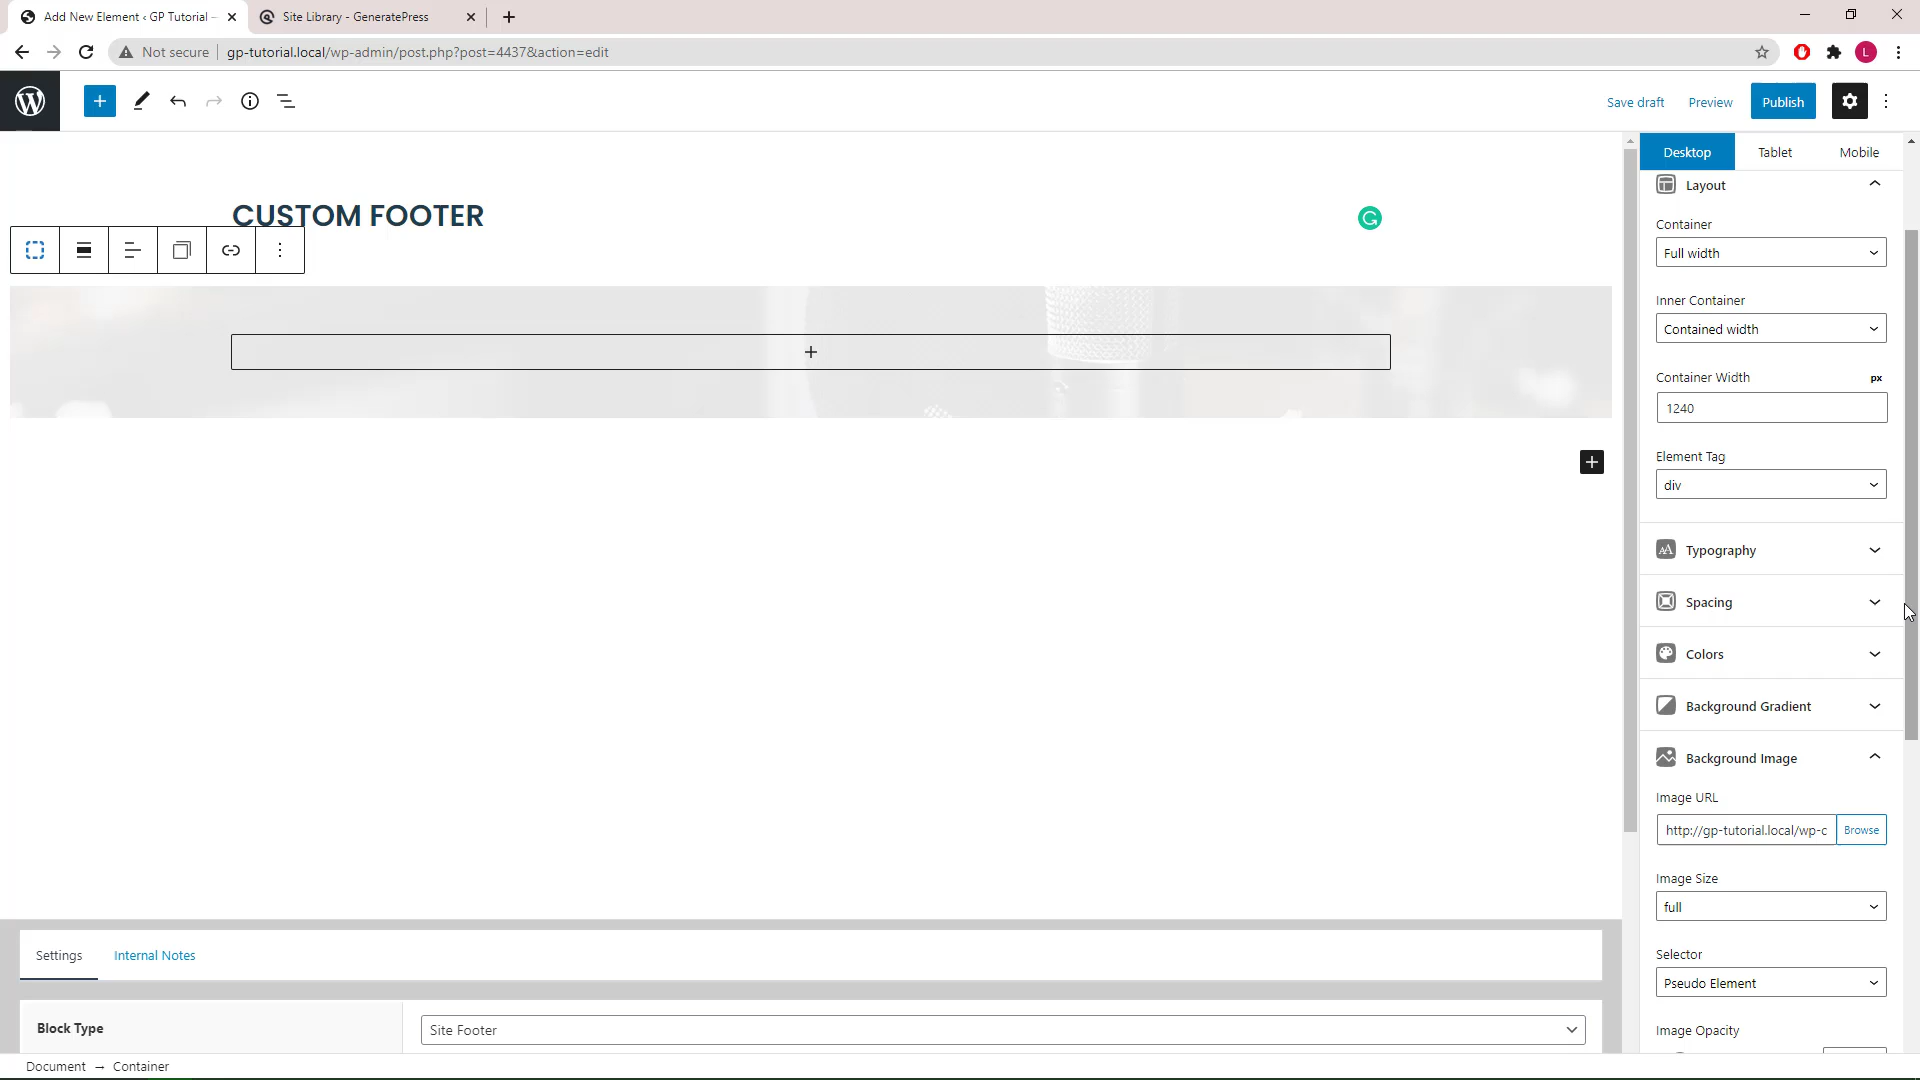 Add New Element ‹ GP Tutorial –
Site Library - GeneratePress
Not secure
gp-tutorial.local/wp-admin/post.php?post=4437&action=edit
L
Save draft
Preview
Publish
Desktop
Tablet
Mobile
CUSTOM FOOTER
Layout
Container
Full width
Inner Container
Contained width
Container Width
px
1240
Element Tag
div
Typography
Spacing
Colors
Background Gradient
Background Image
Image URL
http://gp-tutorial.local/wp-c
Browse
Image Size
full
Selector
Pseudo Element
Image Opacity
Settings
Internal Notes
Block Type
Site Footer
Document → Container